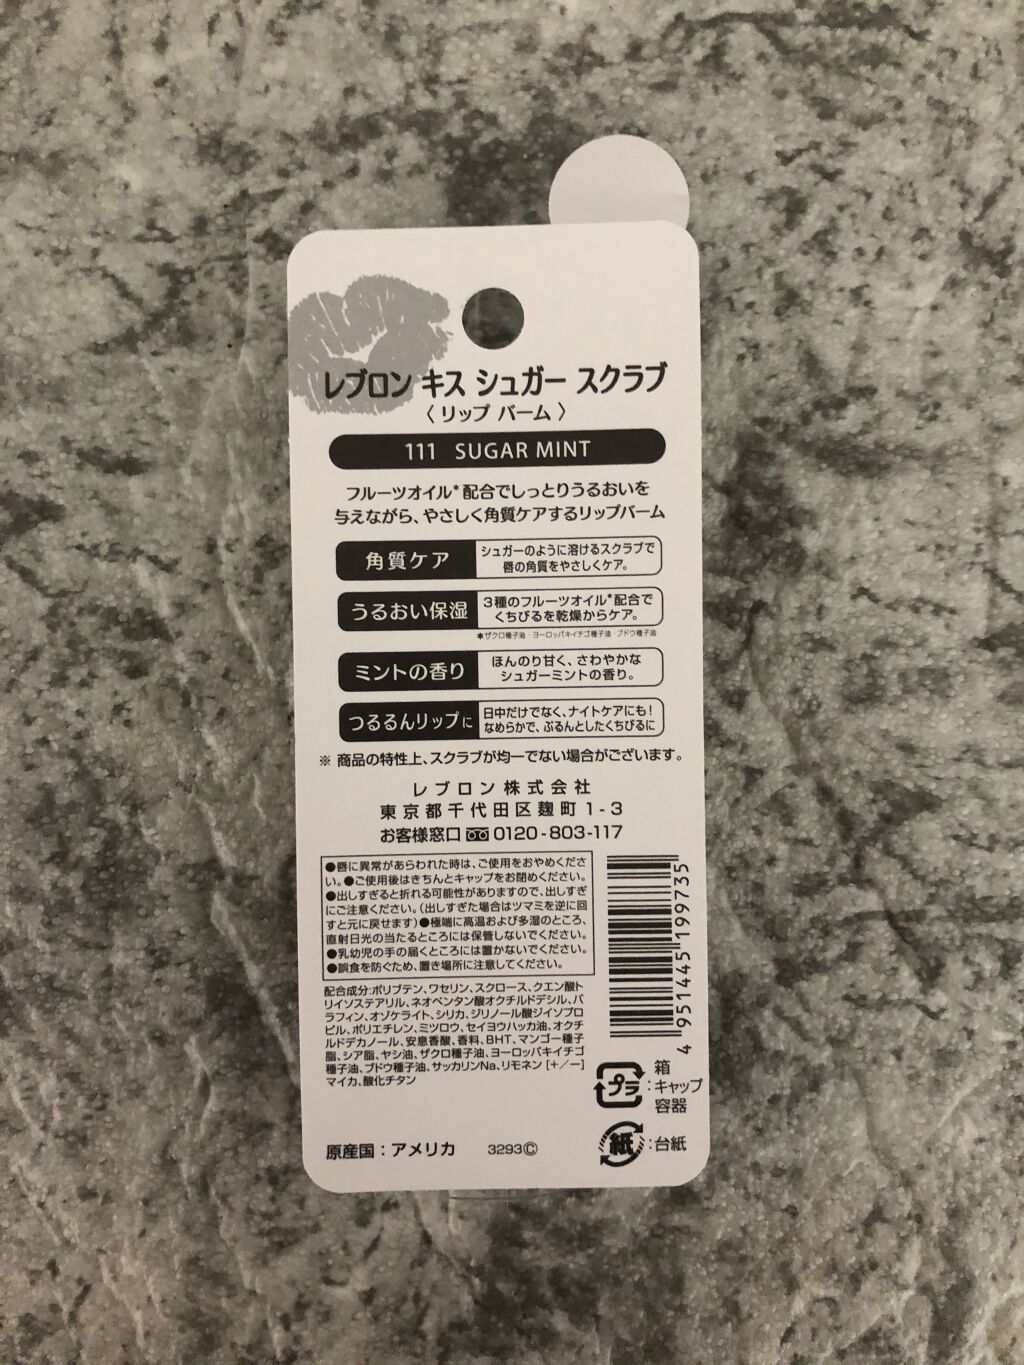 レブロン キス シュガー スクラブ
〈リップ バーム〉
111 SUGAR MINT
フルーツオイル*配合でしっとりうるおいを
与えながら、やさしく角質ケアするリップバーム
角質ケア
シュガーのように溶けるスクラブで
唇の角質をやさしくケア。
うるおい保湿
3種のフルーツオイル*配合で
くちびるを乾燥からケア。
*ザクロ種子油・ヨーロッパキイチゴ種子油・ブドウ種子油
ミントの香り
ほんのり甘く、さわやかな
シュガーミントの香り。
つるるんリップに
日中だけでなく、ナイトケアにも!
なめらかで、ぷるんとしたくちびるに
※ 商品の特性上、スクラブが均一でない場合がございます。
レブロン株式会社
東京都千代田区麹町1-3
お客様窓口 0120-803-117
●唇に異常があらわれた時は、ご使用をおやめくださ
い。●ご使用後はきちんとキャップをお閉めください。
●出しすぎると折れる可能性がありますので、出しすぎ
にご注意ください。(出しすぎた場合はツマミを逆に回
すと元に戻せます)●極端に高温および多湿のところ、
直射日光の当たるところには保管しないでください。
●乳幼児の手の届くところには置かないでください。
●誤食を防ぐため、置き場所に注意してください。
配合成分:ポリブテン、ワセリン、スクロース、クエン酸ト
リイソステアリル、ネオペンタン酸オクチルドデシル、パ
ラフィン、オゾケライト、シリカ、ジリノール酸ジイソプロ
ピル、ポリエチレン、ミツロウ、セイヨウハッカ油、オクチ
ルドデカノール、安息香酸、香料、BHT、マンゴー種子
脂、シア脂、ヤシ油、ザクロ種子油、ヨーロッパキイチゴ
種子油、ブドウ種子油、サッカリンNa、リモネン [+/−]
マイカ、酸化チタン
4 951445 199735
プラ
:
箱
キャップ
容器
紙
:台紙
原産国：アメリカ 3293Ⓒ